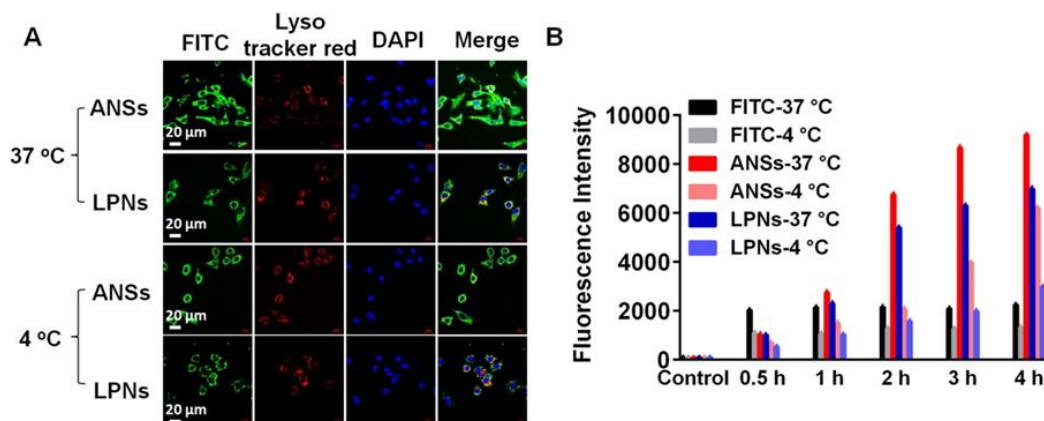 A
FITC
Lyso
tracker red
DAPI
Merge
37 °C
ANSs
20 µm
LPNs
20 µm
4 °C
ANSs
20 µm
LPNs
20 µm
B
Fluorescence Intensity
10000
8000
6000
4000
2000
0
FITC-37 °C
FITC-4 °C
ANSs-37 °C
ANSs-4 °C
LPNs-37 °C
LPNs-4 °C
Control 0.5 h 1 h 2 h 3 h 4 h